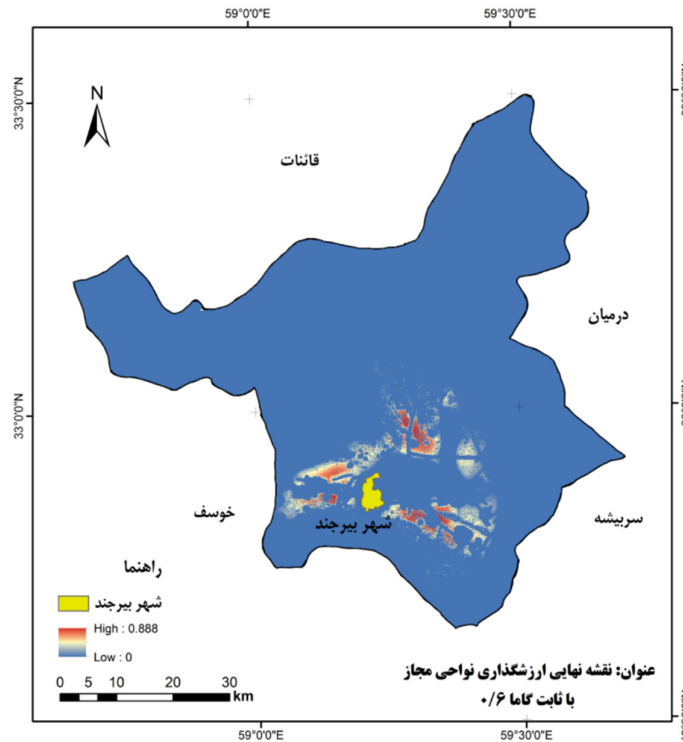 59°0'0"E
59°30'0"E
33°30'0"N
N
قائنات
درمیان
33°0'0"N
خوسف
شهر بیرجند
سربیشه
راهنما
شهر بیرجند
High : 0.888
Low : 0
0 5 10 20 30
km
عنوان: نقشه نهایی ارزشگذاری نواحی مجاز
با ثابت گاما ۰/۶
59°0'0"E
59°30'0"E